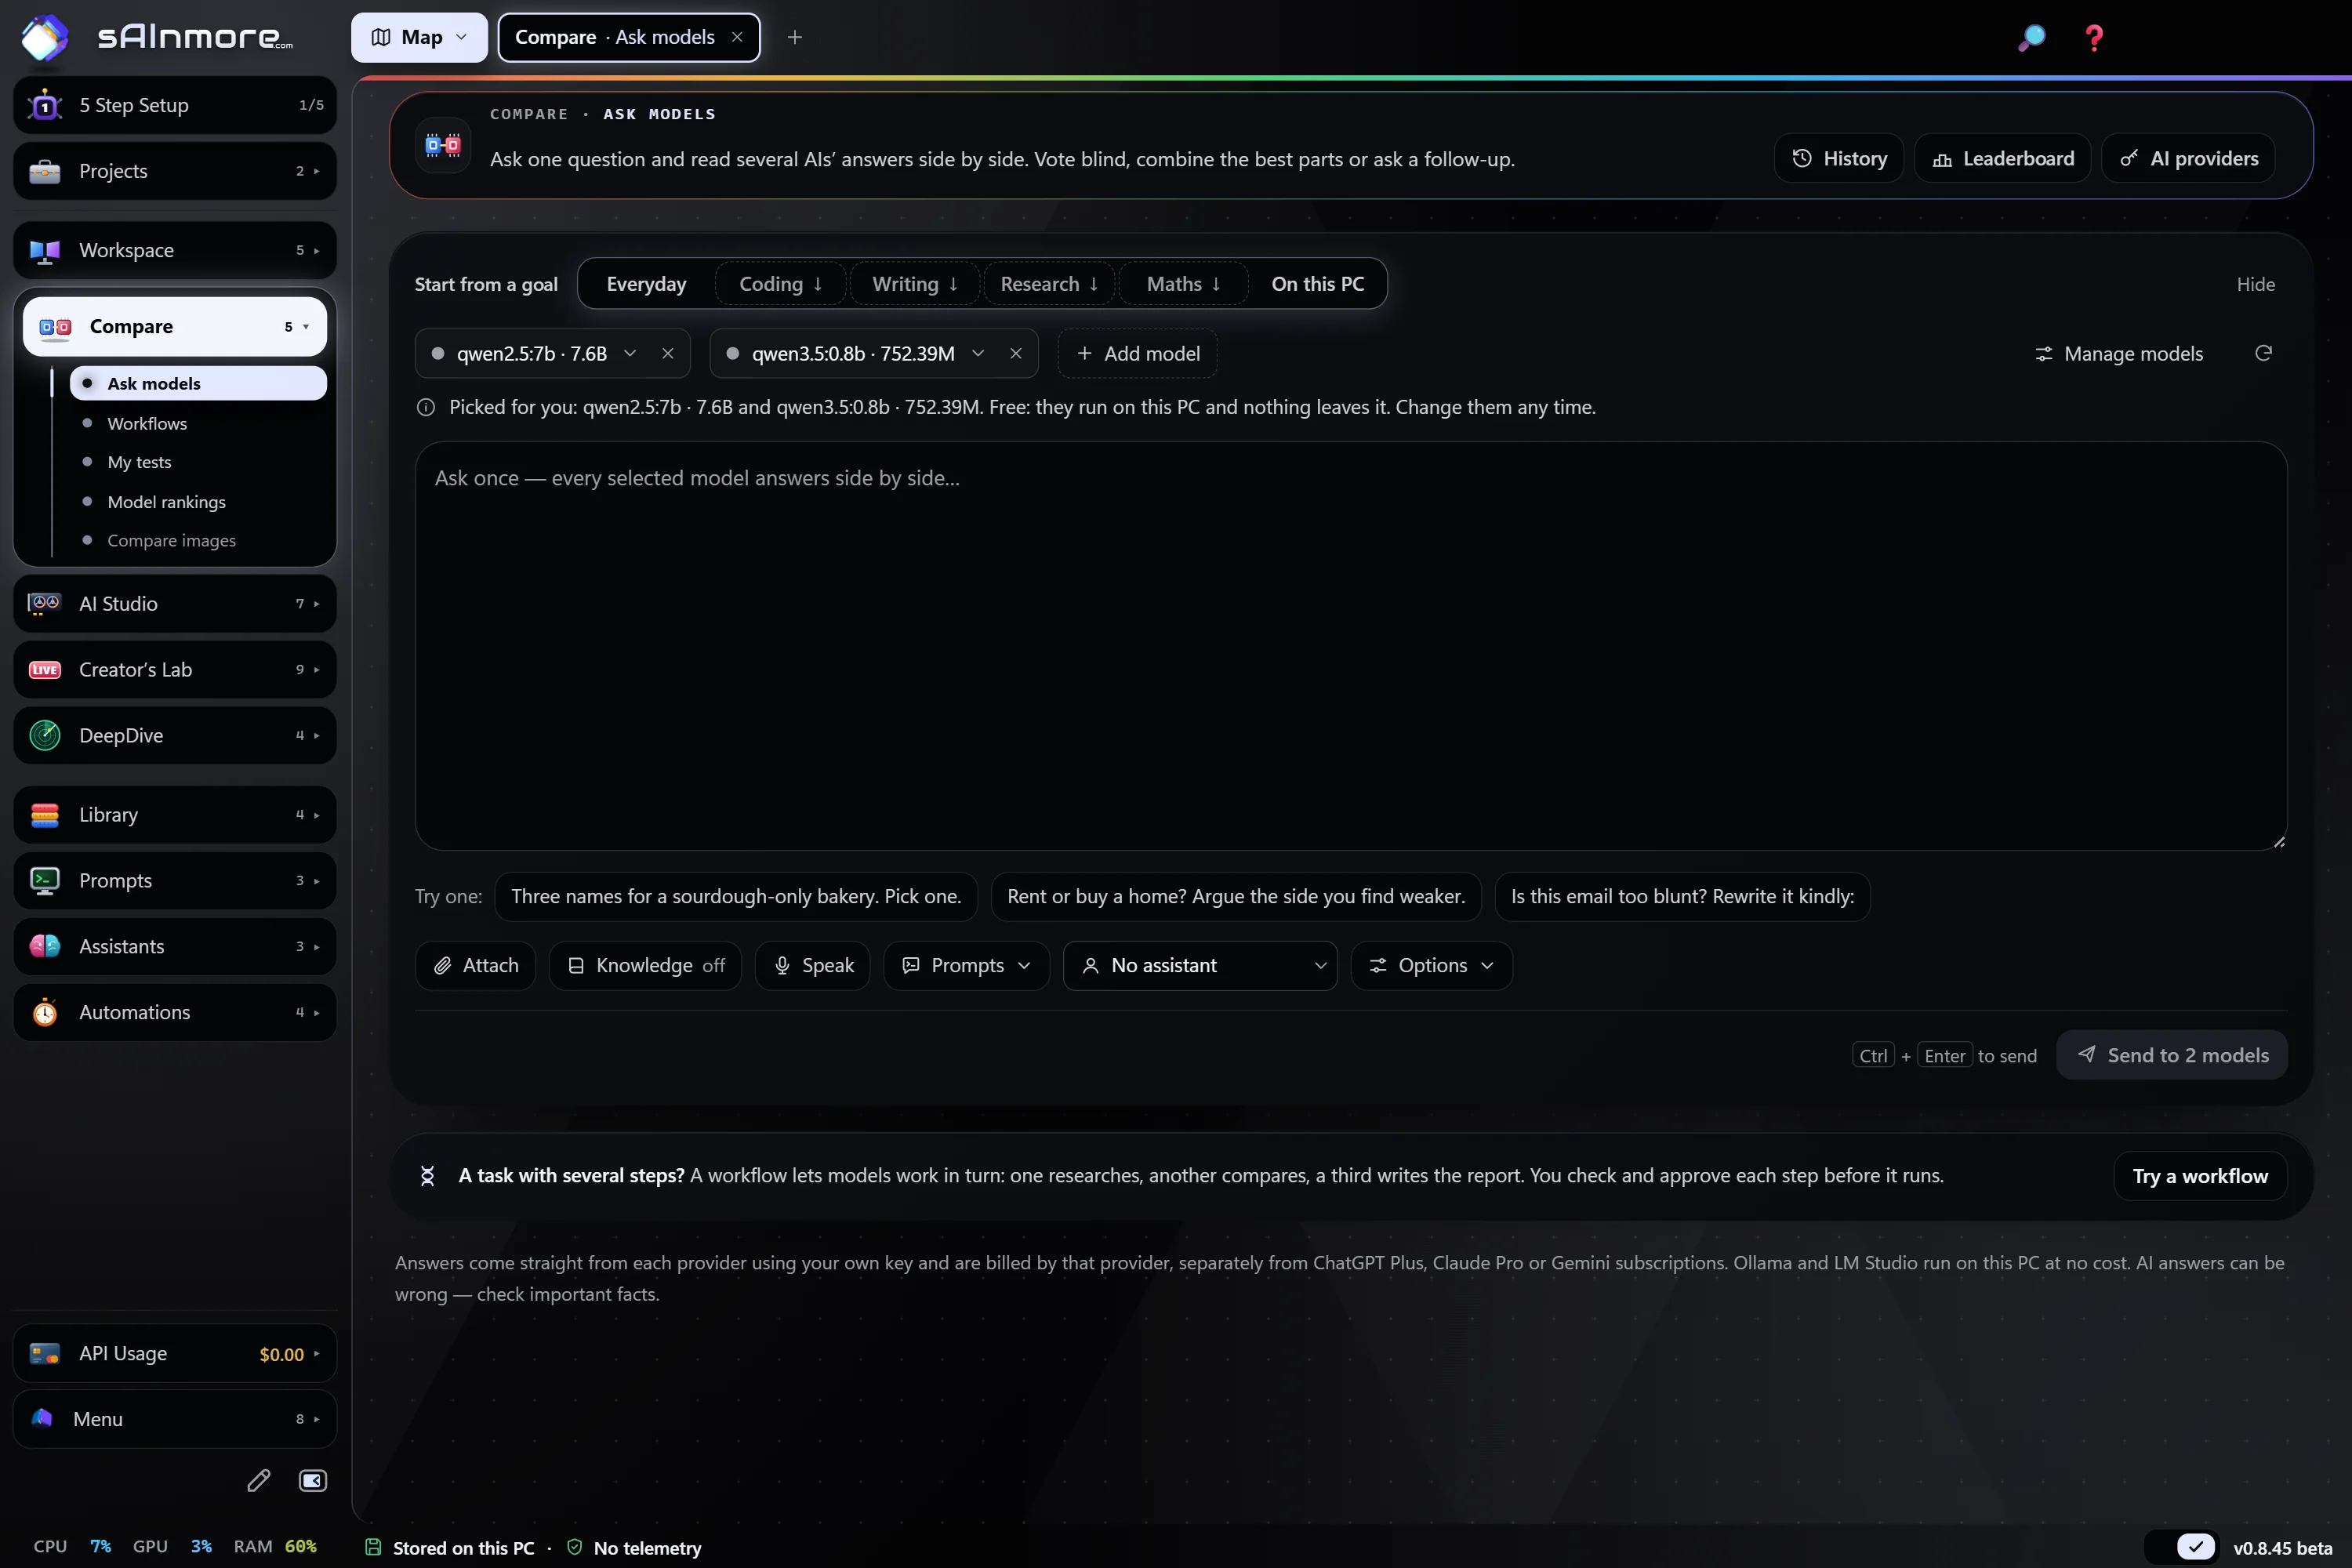 sAInmore.com
Map
Compare · Ask models
5 Step Setup 1/5
Projects 2
Workspace 5
Compare 5
Ask models
Workflows
My tests
Model rankings
Compare images
AI Studio 7
LIVE Creator’s Lab 9
DeepDive 4
Library 4
Prompts 3
Assistants 3
Automations 4
API Usage $0.00
Menu 8
CPU 7% GPU 3% RAM 60%
COMPARE · ASK MODELS
Ask one question and read several AIs’ answers side by side. Vote blind, combine the best parts or ask a follow-up.
History
Leaderboard
AI providers
Start from a goal
Everyday
Coding ↓
Writing ↓
Research ↓
Maths ↓
On this PC
Hide
qwen2.5:7b · 7.6B
qwen3.5:0.8b · 752.39M
+ Add model
Manage models
Picked for you: qwen2.5:7b · 7.6B and qwen3.5:0.8b · 752.39M. Free: they run on this PC and nothing leaves it. Change them any time.
Ask once — every selected model answers side by side...
Try one:
Three names for a sourdough-only bakery. Pick one.
Rent or buy a home? Argue the side you find weaker.
Is this email too blunt? Rewrite it kindly:
Attach
Knowledge off
Speak
Prompts
No assistant
Options
Ctrl + Enter to send
Send to 2 models
A task with several steps? A workflow lets models work in turn: one researches, another compares, a third writes the report. You check and approve each step before it runs.
Try a workflow
Answers come straight from each provider using your own key and are billed by that provider, separately from ChatGPT Plus, Claude Pro or Gemini subscriptions. Ollama and LM Studio run on this PC at no cost. AI answers can be
wrong — check important facts.
Stored on this PC · No telemetry
v0.8.45 beta